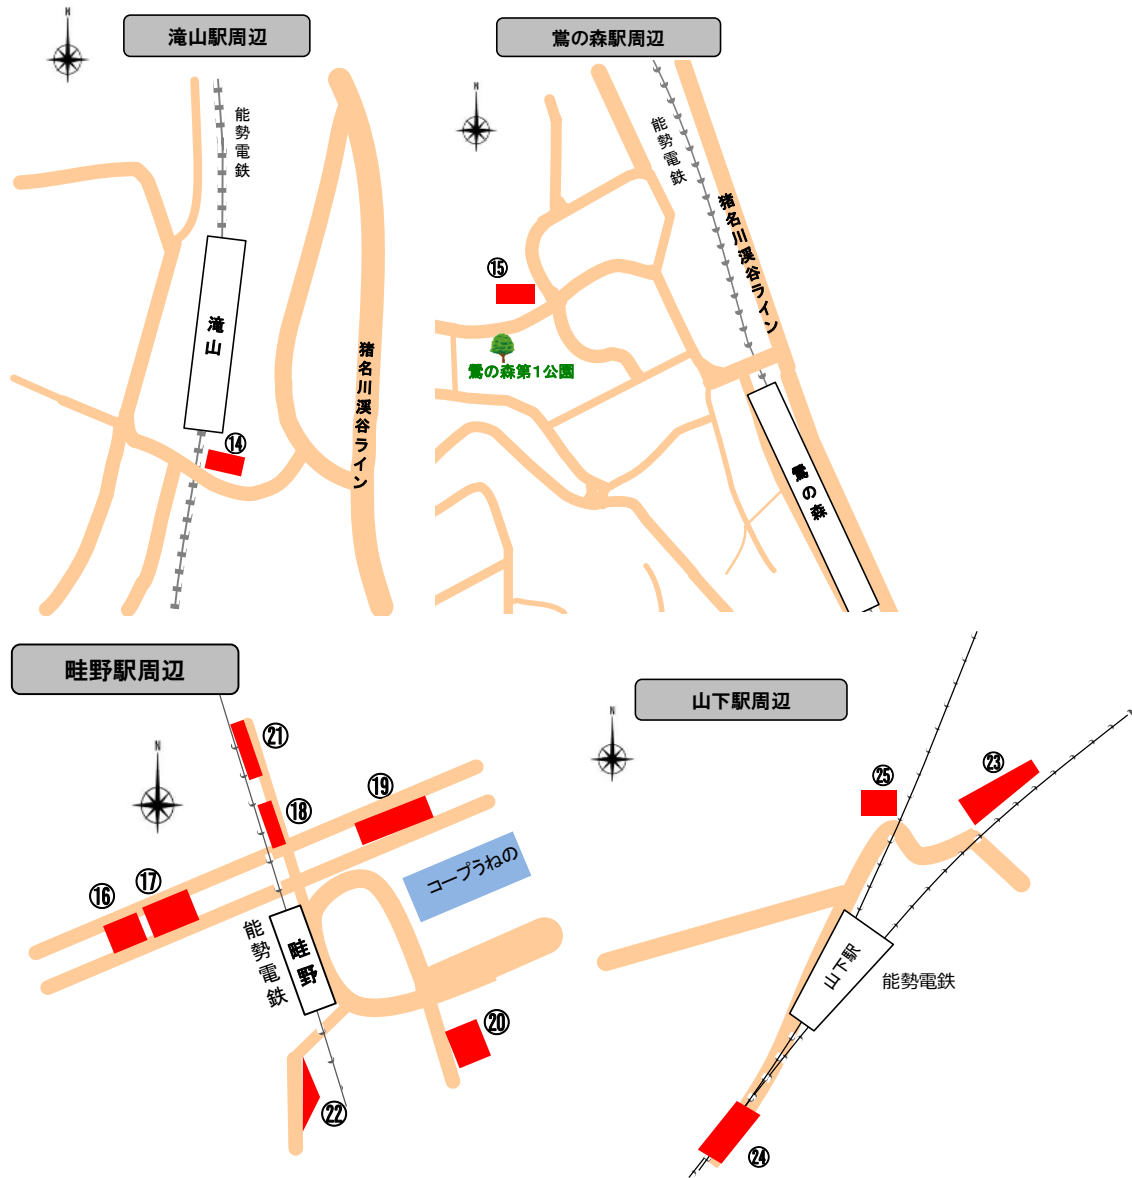 滝山駅周辺
N
能勢電鉄
滝山
⑭
猪名川渓谷ライン
鴬の森駅周辺
N
能勢電鉄
猪名川渓谷ライン
⑮
鴬の森第1公園
鴬の森
畦野駅周辺
N
㉑
⑱
⑲
⑯
⑰
コープうねの
能勢電鉄
畦野
⑳
㉒
山下駅周辺
N
㉕
㉓
山下駅
能勢電鉄
㉔